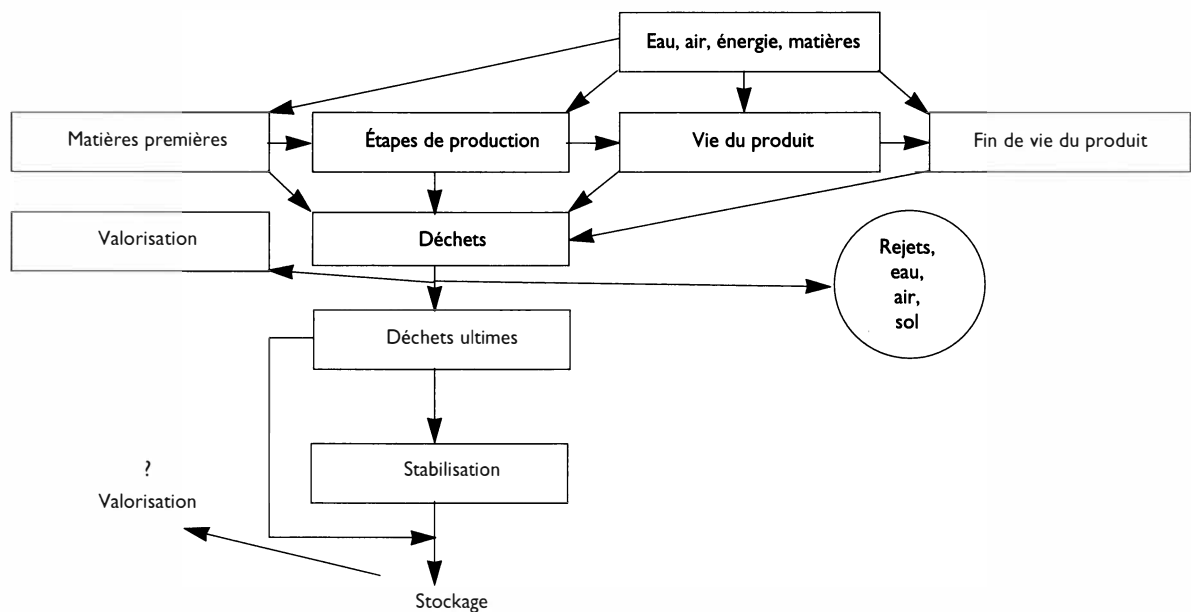 Eau, air, énergie, matières
Matières premières
Étapes de production
Vie du produit
Fin de vie du produit
Valorisation
Déchets
Rejets,
eau,
air,
sol
Déchets ultimes
Stabilisation
?
Valorisation
Stockage